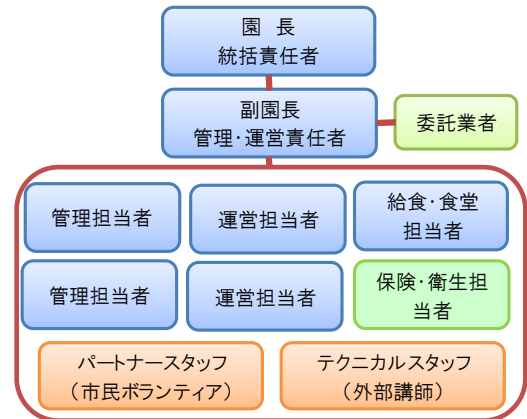 園　長
統括責任者
副園長
管理・運営責任者
委託業者
管理担当者
運営担当者
給食・食堂
担当者
管理担当者
運営担当者
保険・衛生担
当者
パートナースタッフ
（市民ボランティア）
テクニカルスタッフ
（外部講師）